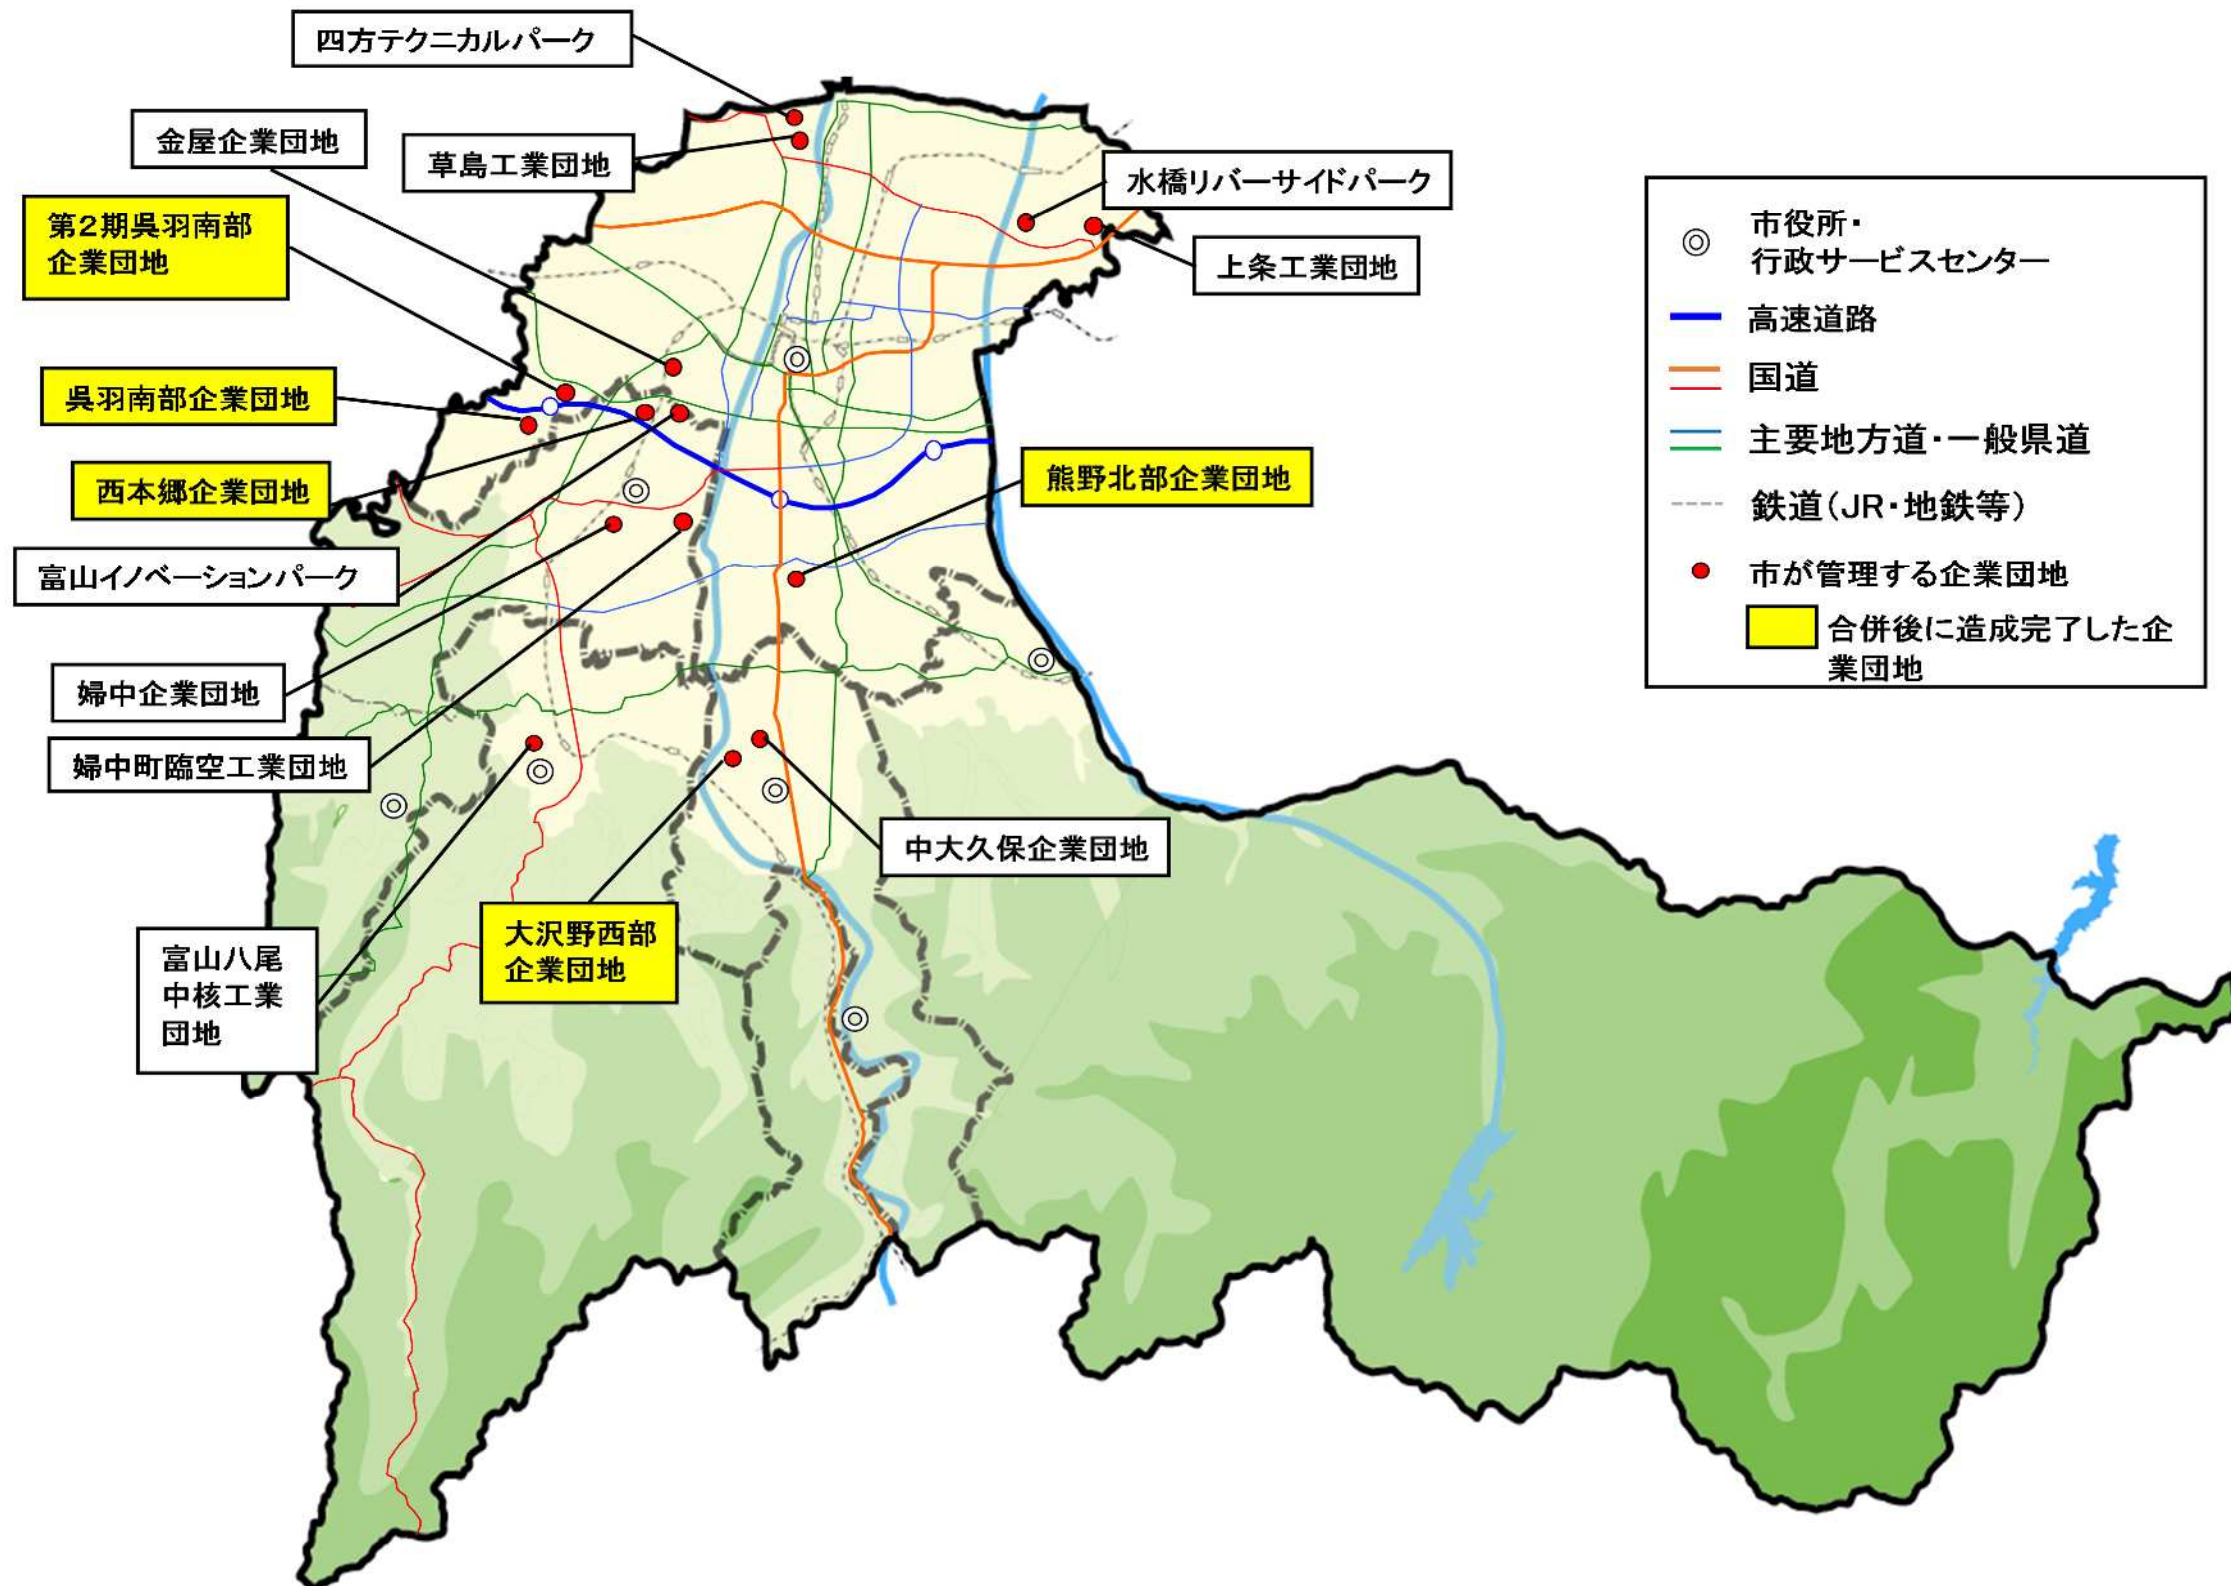 四方テクニカルパーク
金屋企業団地
草島工業団地
水橋リバーサイドパーク
第2期呉羽南部
企業団地
上条工業団地
呉羽南部企業団地
西本郷企業団地
熊野北部企業団地
富山イノベーションパーク
婦中企業団地
婦中町臨空工業団地
中大久保企業団地
大沢野西部
企業団地
富山八尾
中核工業
団地
市役所・
行政サービスセンター
高速道路
国道
主要地方道・一般県道
鉄道(JR・地鉄等)
市が管理する企業団地
合併後に造成完了した企
業団地